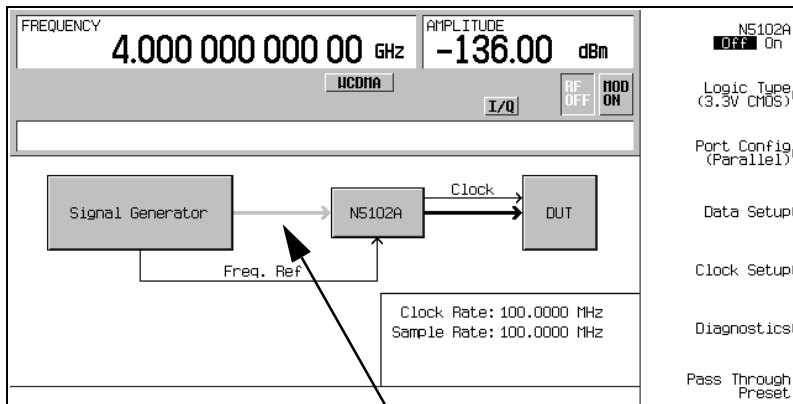 FREQUENCY
4.000 000 000 00 GHz
AMPLITUDE
-136.00 dBm
WCDMA
I/Q
RF OFF
MOD ON
Signal Generator
N5102A
Clock
DUT
Freq. Ref
Clock Rate: 100.0000 MHz
Sample Rate: 100.0000 MHz
N5102A
Off On
Logic Type
(3.3V CMOS)
Port Config
(Parallel)
Data Setup
Clock Setup
Diagnostics
Pass Through
Preset